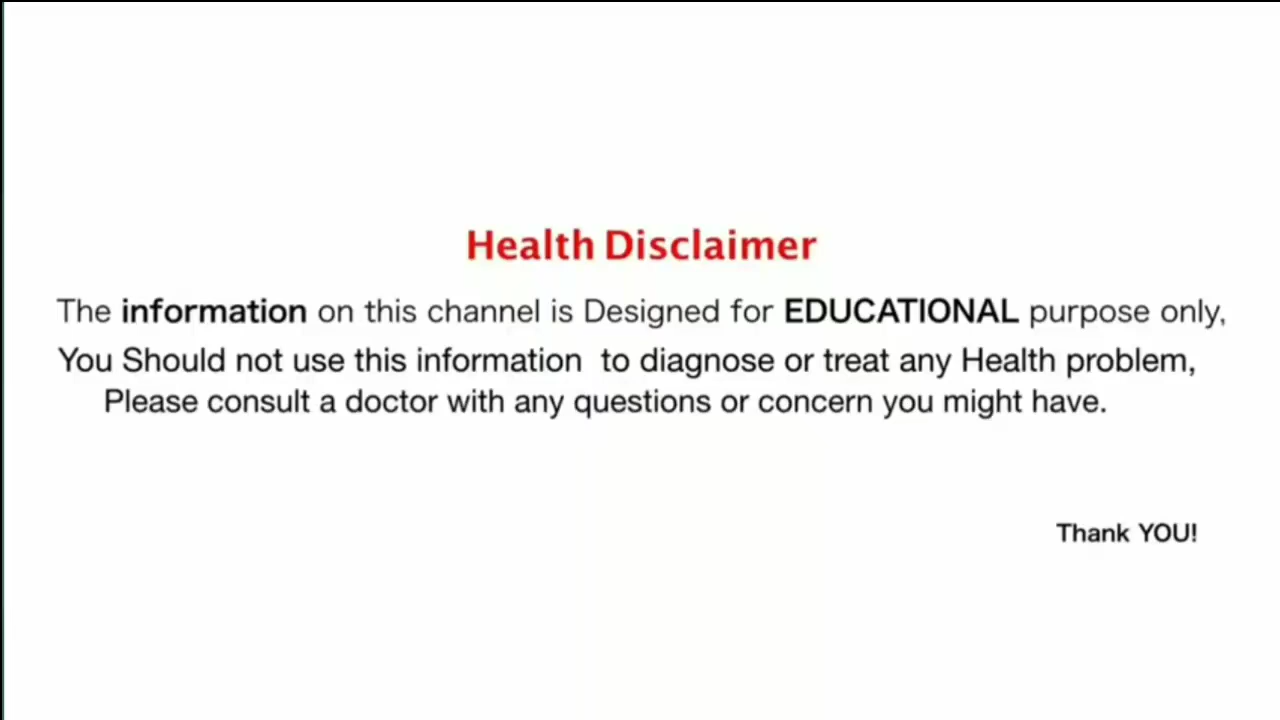 Health Disclaimer
The information on this channel is Designed for EDUCATIONAL purpose only,
You Should not use this information to diagnose or treat any Health problem,
Please consult a doctor with any questions or concern you might have.
Thank YOU!